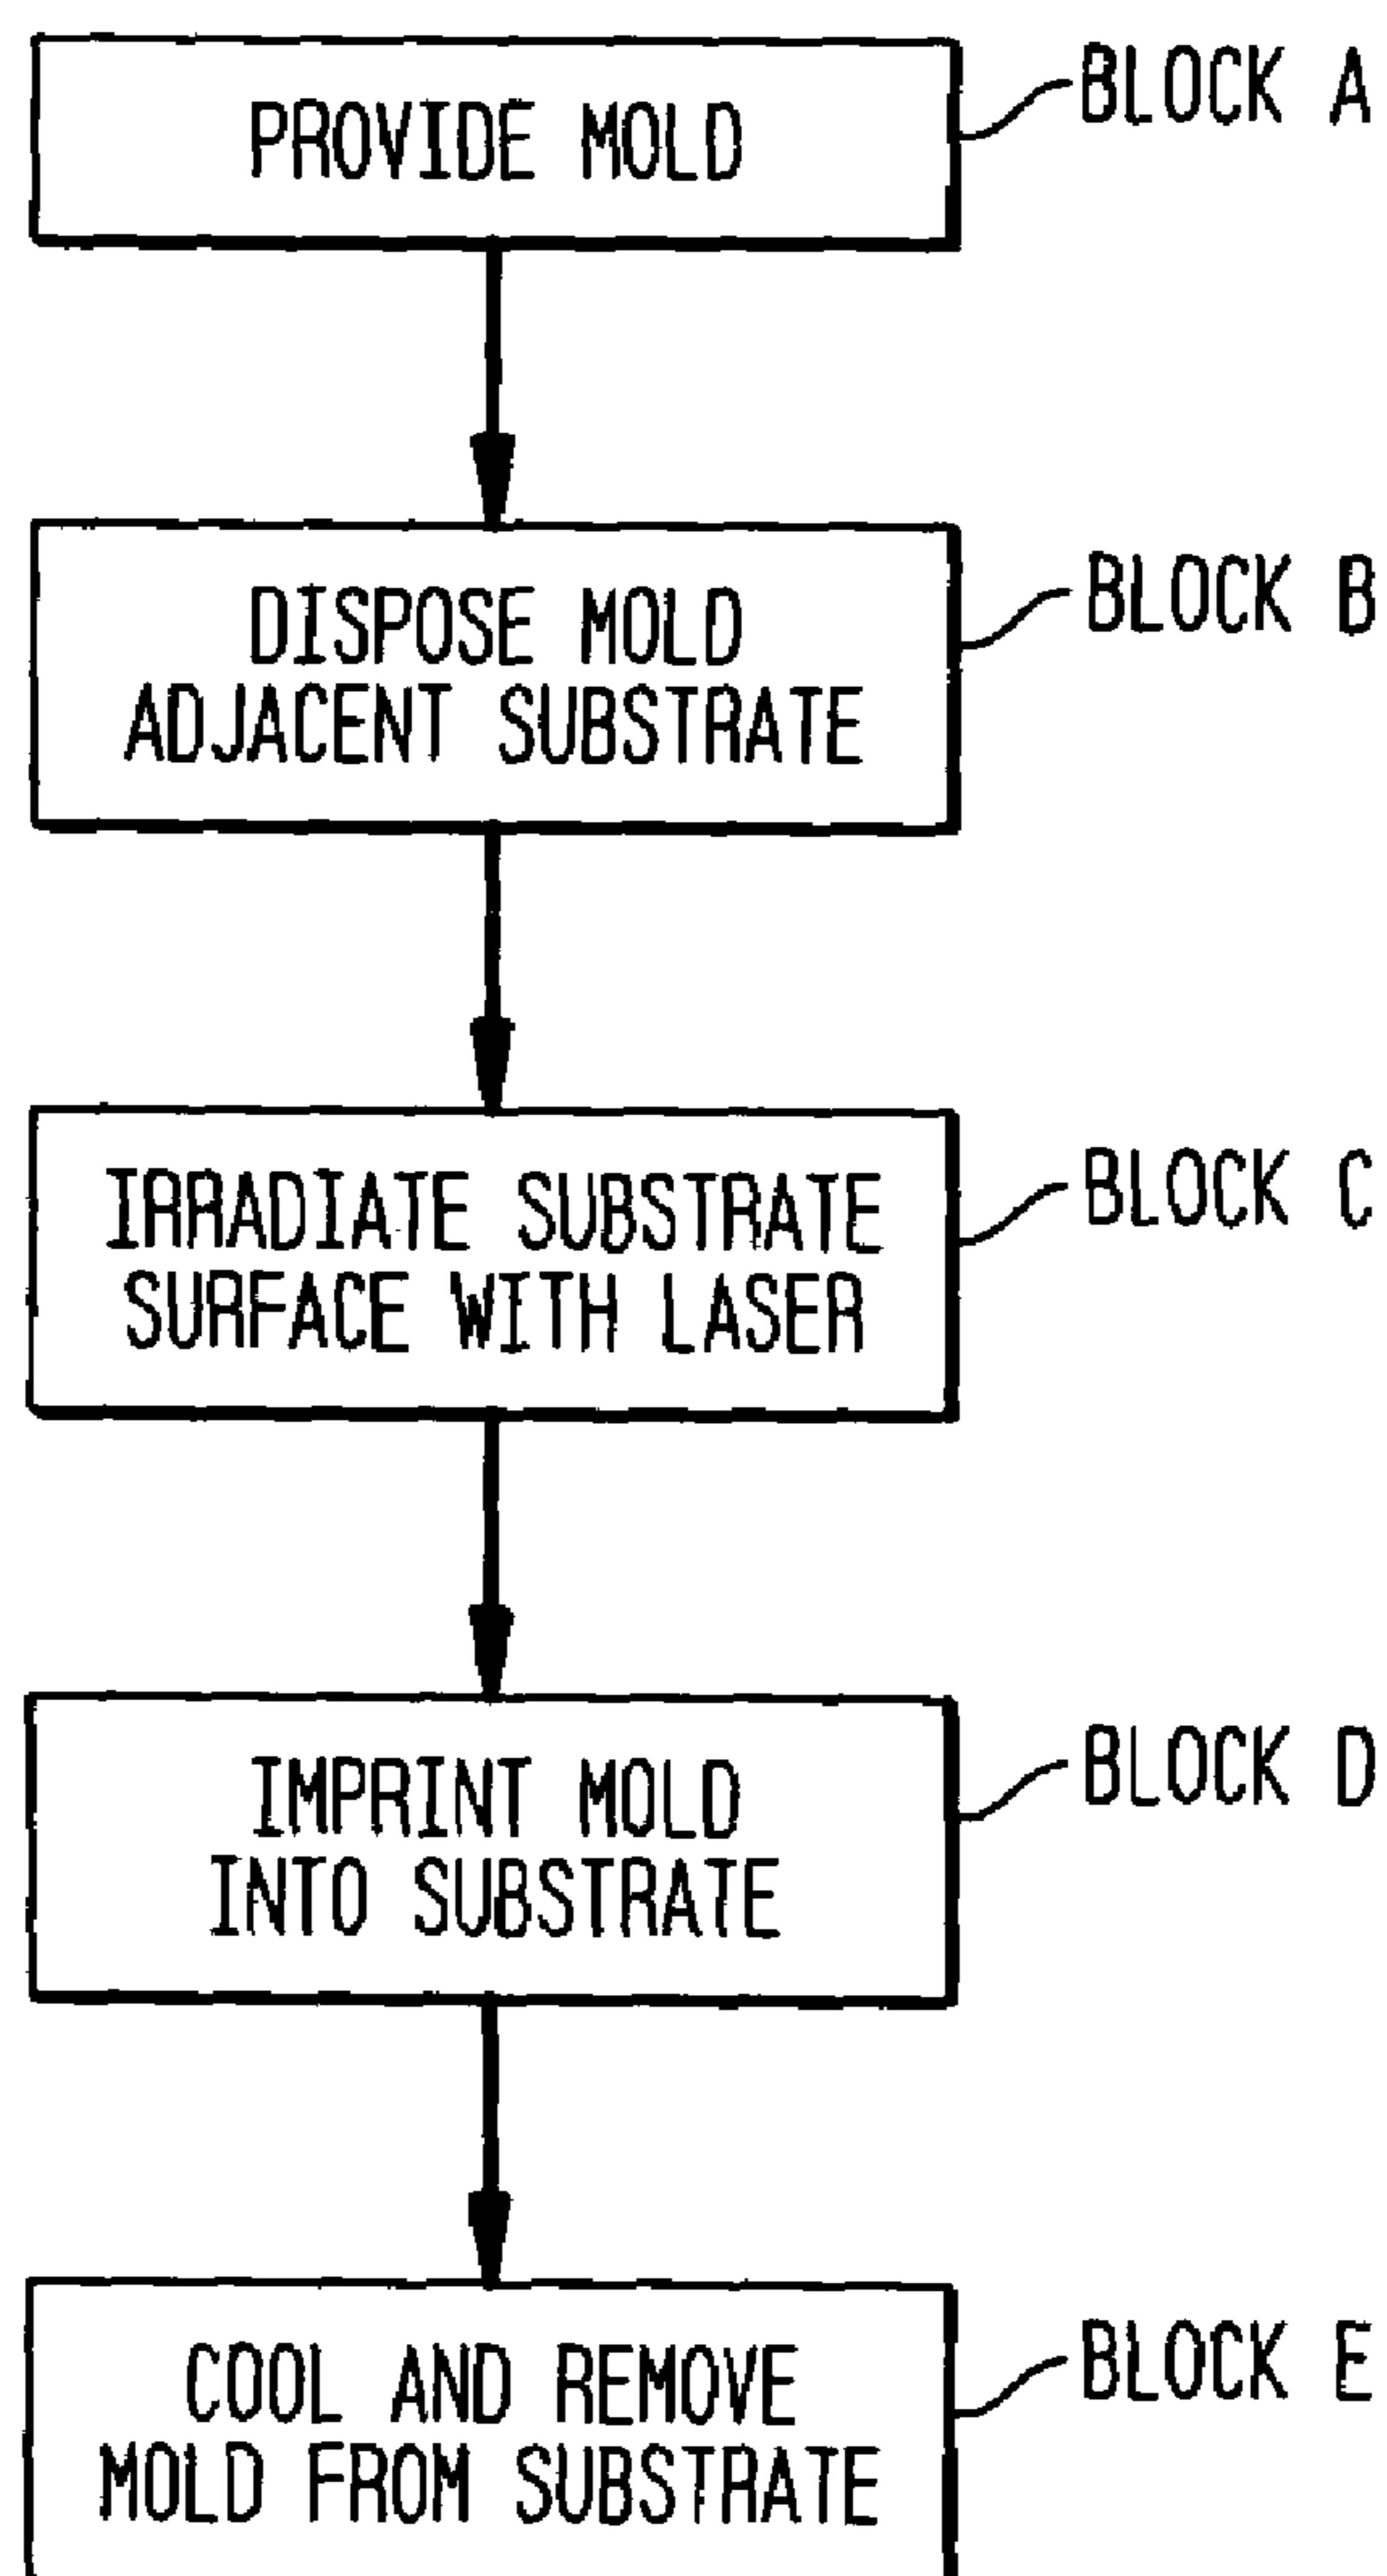 PROVIDE MOLD
BLOCK A
DISPOSE MOLD
ADJACENT SUBSTRATE
BLOCK B
IRRADIATE SUBSTRATE
SURFACE WITH LASER
BLOCK C
IMPRINT MOLD
INTO SUBSTRATE
BLOCK D
COOL AND REMOVE
MOLD FROM SUBSTRATE
BLOCK E